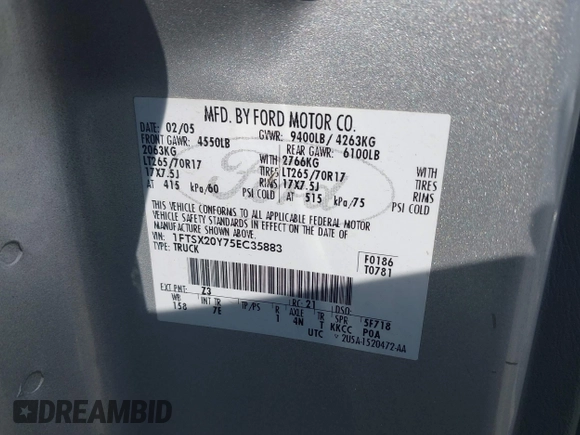 MFD. BY FORD MOTOR CO.
DATE: 02/05 GVWR: 9400LB/ 4263KG
FRONT GAWR: 4550LB REAR GAWR: 6100LB
2063KG WITH 2766KG WITH
LT265/70R17 TIRES LT265/70R17 TIRES
17X7.5J RIMS 17X7.5J RIMS
AT 415 kPa/60 PSI COLD AT 515 kPa/75 PSI COLD
THIS VEHICLE CONFORMS TO ALL APPLICABLE FEDERAL MOTOR
VEHICLE SAFETY STANDARDS IN EFFECT ON THE DATE OF
MANUFACTURE SHOWN ABOVE.
VIN: 1FTSX20Y75EC35883
TYPE: TRUCK
F0186
T0781
EXT PNT: Z3 RC: 21 DSO:
WB INT TR TP/PS R AXLE TR SPR 5F718
158 7E 1 4N T KKCC P0A
UTC 2U5A-1520472-AA
Ford
DREAMBID